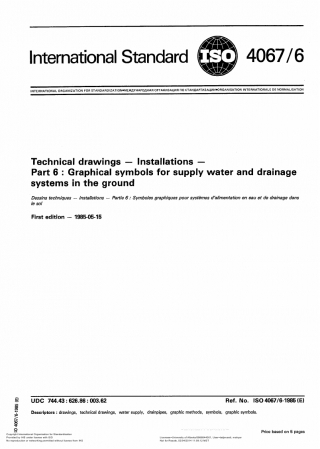 International Standard ISO 4067/6
INTERNATIONAL ORGANIZATION FOR STANDARDIZATION•МЕЖДУНАРОДНАЯ ОРГАНИЗАЦИЯ ПО СТАНДАРТИЗАЦИИ•ORGANISATION INTERNATIONALE DE NORMALISATION
Technical drawings — Installations —
Part 6 : Graphical symbols for supply water and drainage
systems in the ground
Dessins techniques — Installations — Partie 6 : Symboles graphiques pour systèmes d'alimentation en eau et de drainage dans
le sol
First edition — 1985-05-15
ISO 4067/6-1985 (E)
UDC 744.43 : 626.86 : 003.62
Ref. No. ISO 4067/6-1985 (E)
Descriptors : drawings, technical drawings, water supply, drainpipes, graphic methods, symbols, graphic symbols.
Price based on 6 pages